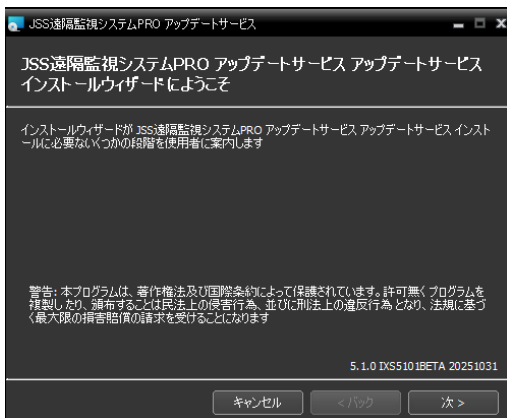 JSS遠隔監視システムPRO アップデートサービス
JSS遠隔監視システムPRO アップデートサービス アップデートサービス
インストールウィザードにようこそ
インストールウィザードが JSS遠隔監視システムPRO アップデートサービス アップデートサービス インスト
ールに必要ないくつかの段階を使用者に案内します
警告: 本プログラムは、著作権法及び国際条約によって保護されています。許可無くプログラムを
複製したり、頒布することは民法上の侵害行為、並びに刑法上の違反行為となり、法規に基づ
く最大限の損害賠償の請求を受けることになります
5.1.0 IXS5101BETA 20251031
キャンセル
< バック
次 >